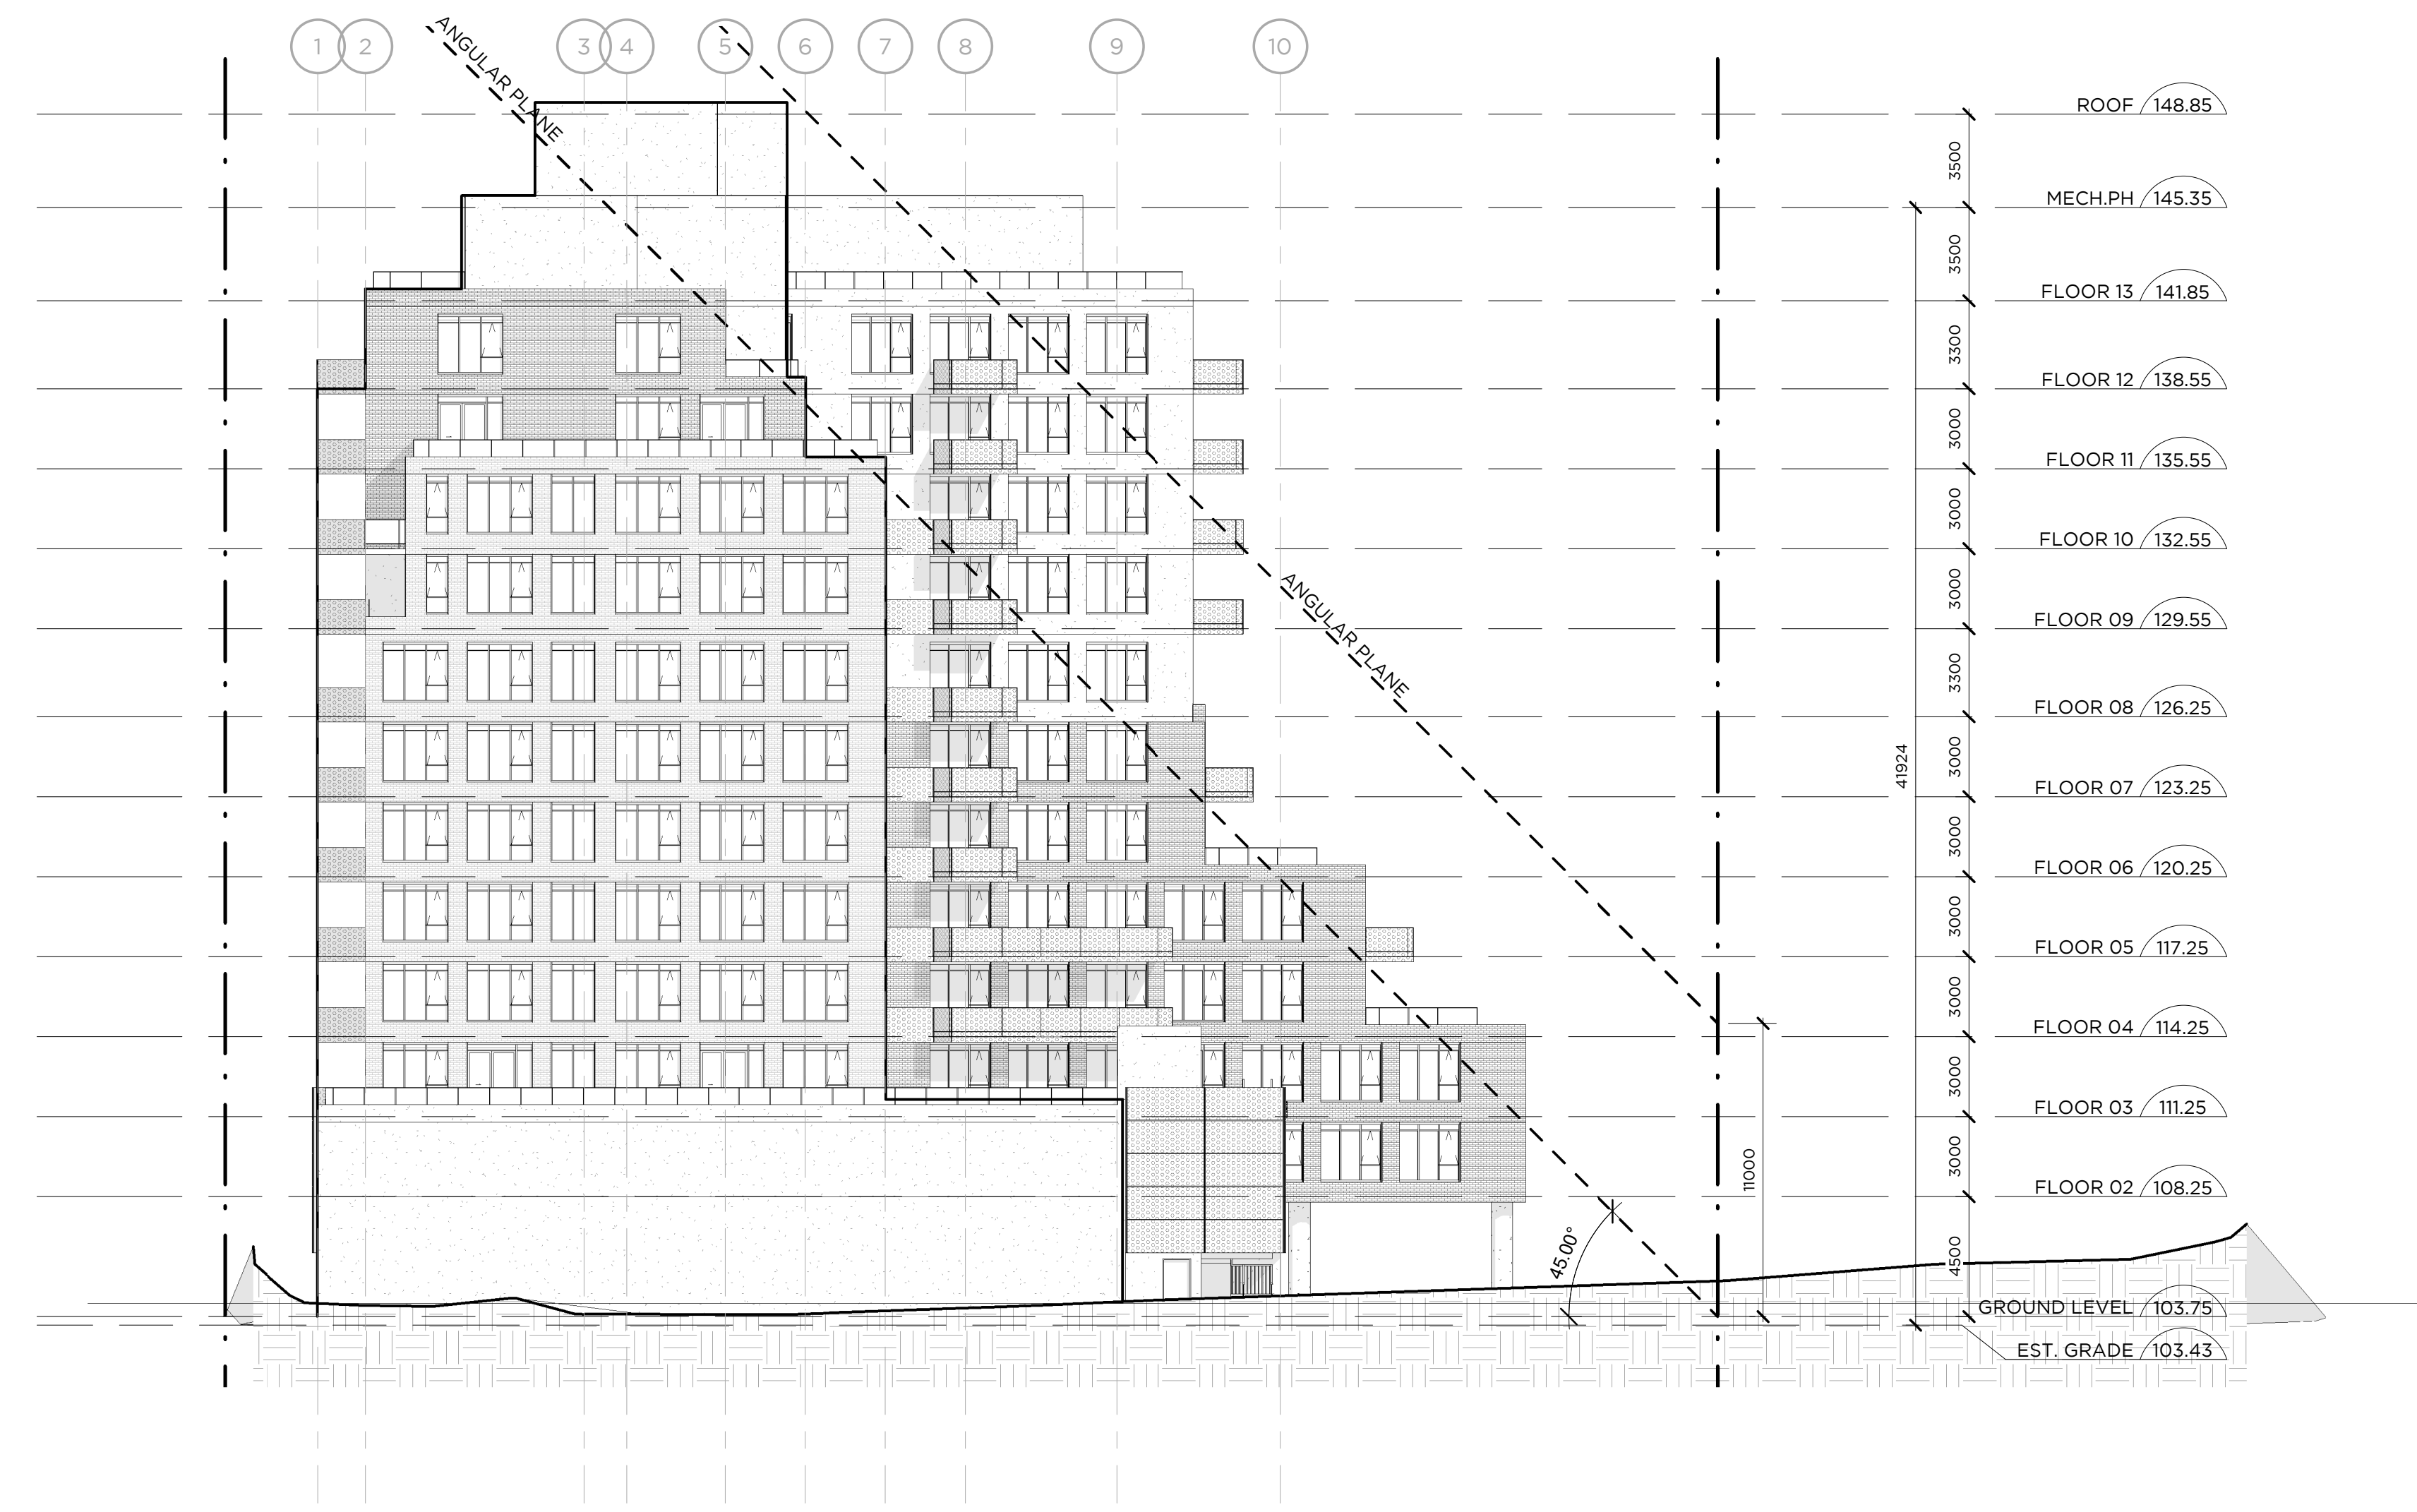 1 2 3 4 5 6 7 8 9 10
ANGULAR PLANE
ROOF 148.85
3500
MECH.PH 145.35
3500
FLOOR 13 141.85
3300
FLOOR 12 138.55
3000
FLOOR 11 135.55
3000
FLOOR 10 132.55
3000
ANGULAR PLANE
FLOOR 09 129.55
3300
FLOOR 08 126.25
3000
41924
FLOOR 07 123.25
3000
FLOOR 06 120.25
3000
FLOOR 05 117.25
3000
FLOOR 04 114.25
3000
FLOOR 03 111.25
3000
11000
FLOOR 02 108.25
4500
45.00°
GROUND LEVEL 103.75
EST. GRADE 103.43